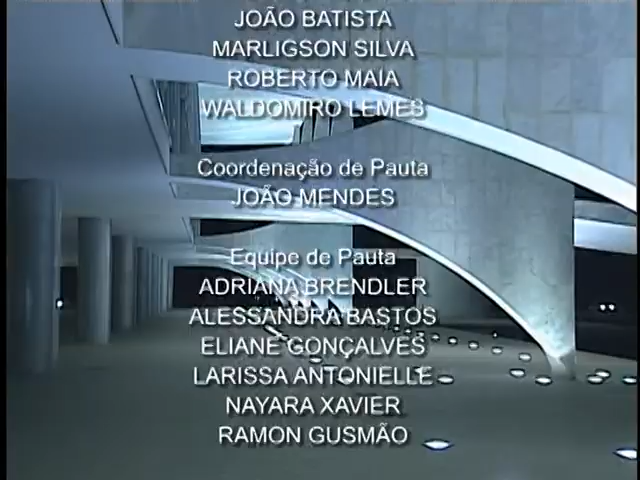 JOÃO BATISTA
MARLIGSON SILVA
ROBERTO MAIA
WALDOMIRO LEMES
Coordenação de Pauta
JOÃO MENDES
Equipe de Pauta
ADRIANA BRENDLER
ALESSANDRA BASTOS
ELIANE GONÇALVES
LARISSA ANTONIELLE
NAYARA XAVIER
RAMON GUSMÃO